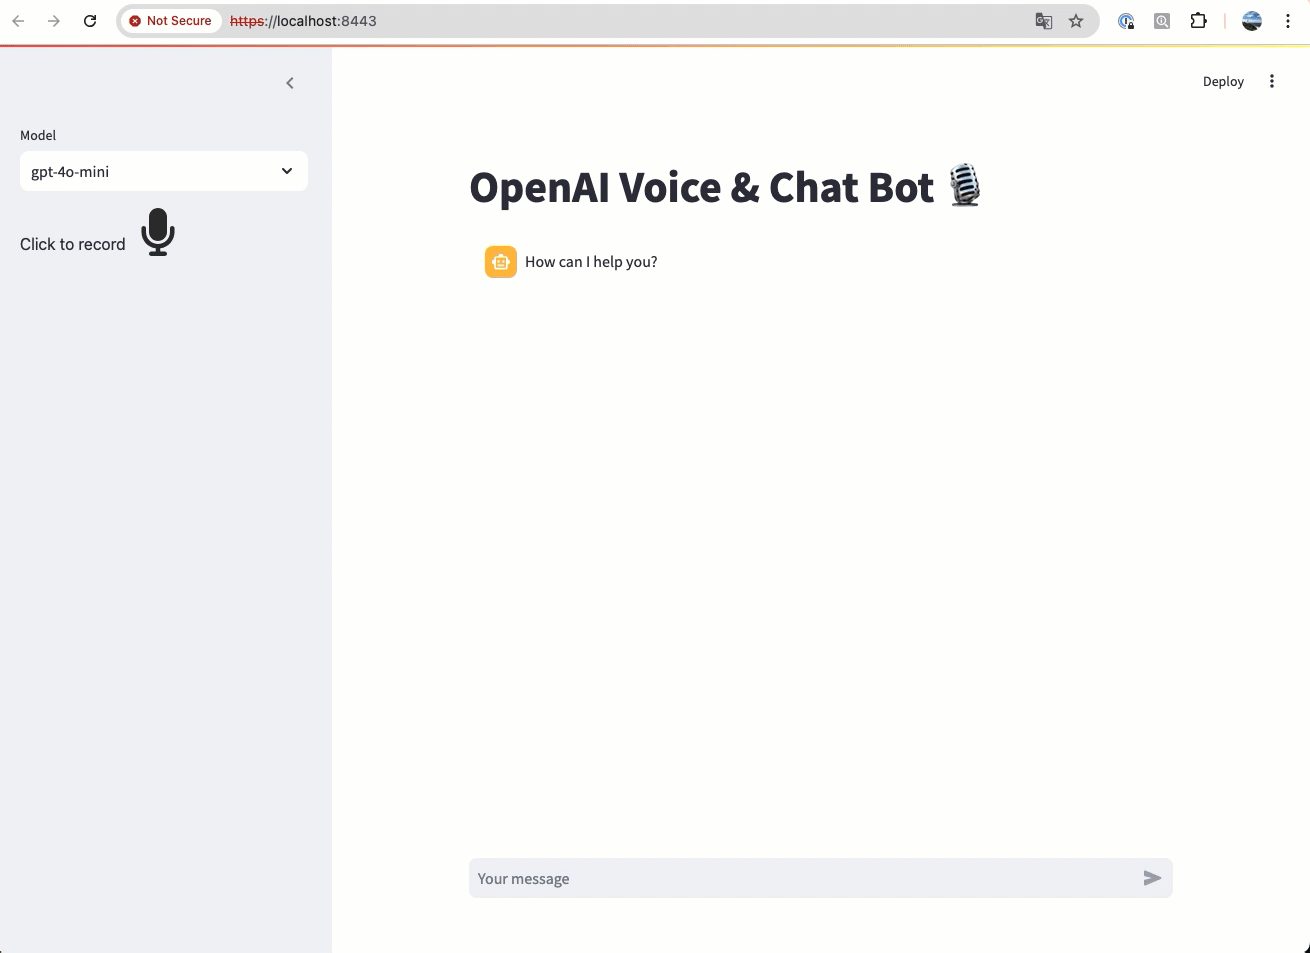 Not Secure https://localhost:8443
Deploy
Model
gpt-4o-mini
Click to record
OpenAI Voice & Chat Bot
How can I help you?
Your message